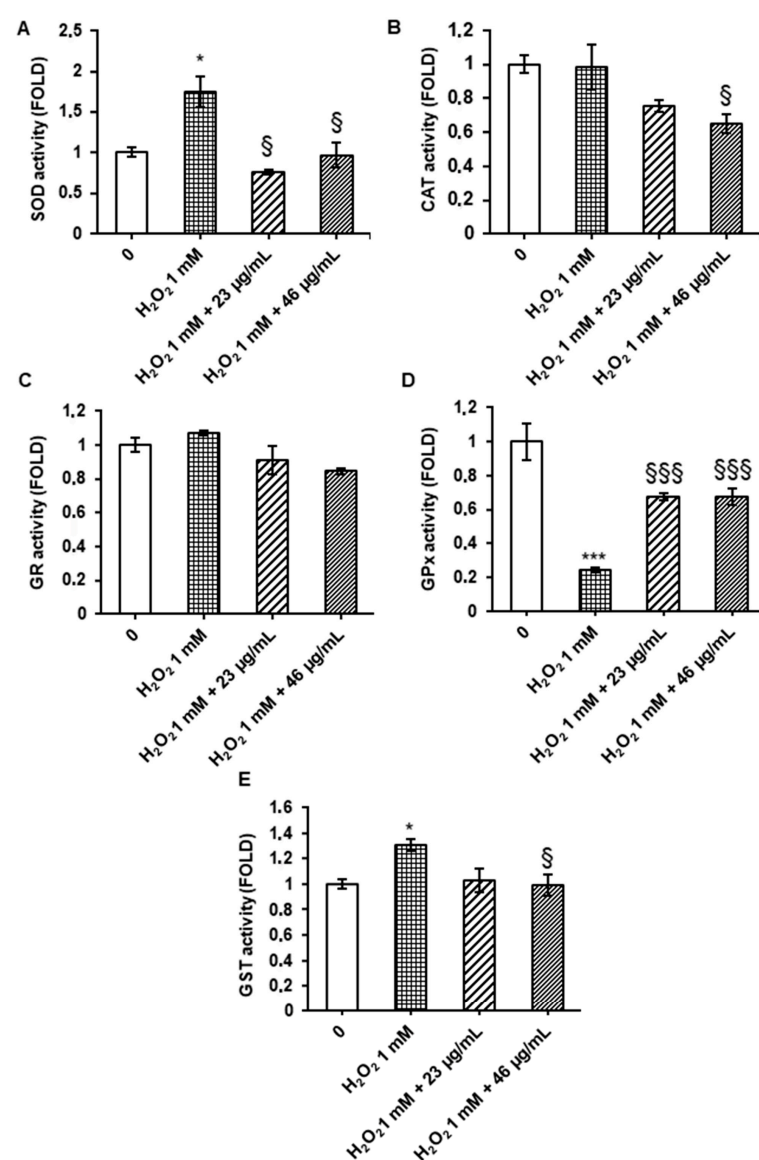 A
SOD activity (FOLD)
2,5
2
1,5
1
0,5
0
*
§
§
0
H₂O₂ 1 mM
H₂O₂ 1 mM + 23 µg/mL
H₂O₂ 1 mM + 46 µg/mL
B
CAT activity (FOLD)
1,2
1
0,8
0,6
0,4
0,2
0
§
0
H₂O₂ 1 mM
H₂O₂ 1 mM + 23 µg/mL
H₂O₂ 1 mM + 46 µg/mL
C
GR activity (FOLD)
1,2
1
0,8
0,6
0,4
0,2
0
0
H₂O₂ 1 mM
H₂O₂ 1 mM + 23 µg/mL
H₂O₂ 1 mM + 46 µg/mL
D
GPx activity (FOLD)
1,2
1
0,8
0,6
0,4
0,2
0
***
§§§
§§§
0
H₂O₂ 1 mM
H₂O₂ 1 mM + 23 µg/mL
H₂O₂ 1 mM + 46 µg/mL
E
GST activity (FOLD)
1,6
1,4
1,2
1
0,8
0,6
0,4
0,2
0
*
§
0
H₂O₂ 1 mM
H₂O₂ 1 mM + 23 µg/mL
H₂O₂ 1 mM + 46 µg/mL